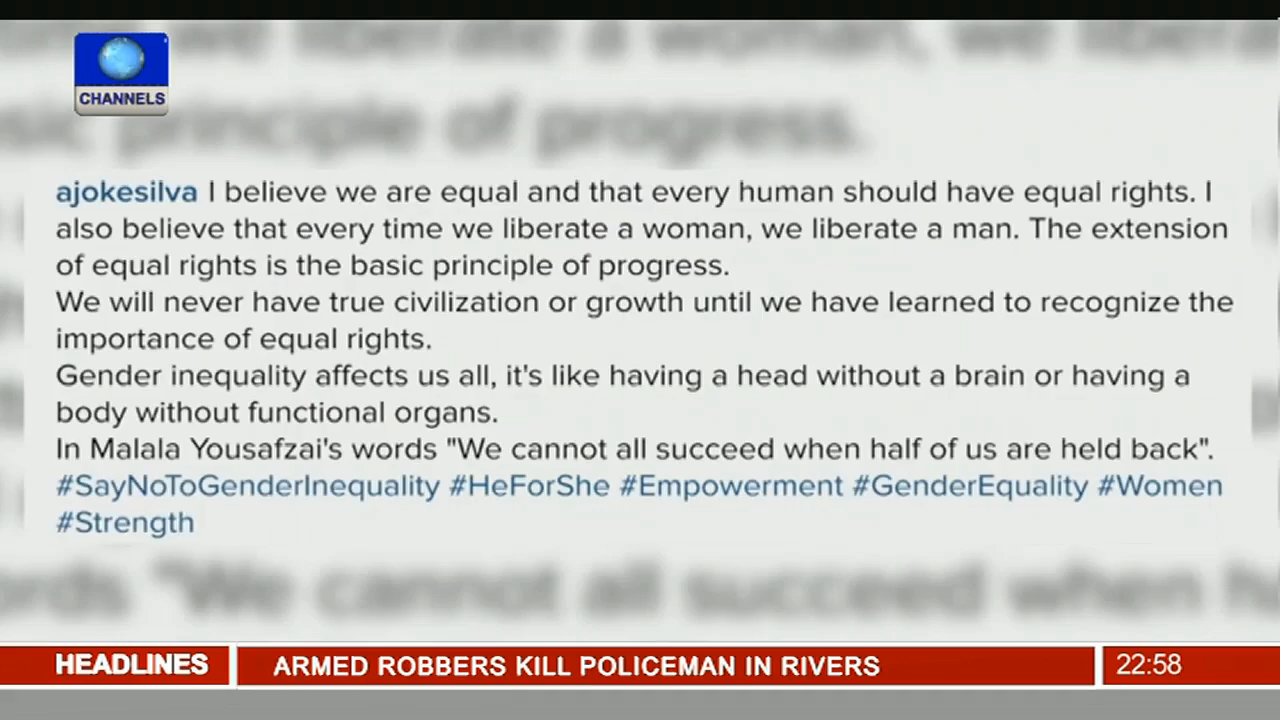 CHANNELS
ajokesilva I believe we are equal and that every human should have equal rights. I
also believe that every time we liberate a woman, we liberate a man. The extension
of equal rights is the basic principle of progress.
We will never have true civilization or growth until we have learned to recognize the
importance of equal rights.
Gender inequality affects us all, it's like having a head without a brain or having a
body without functional organs.
In Malala Yousafzai's words "We cannot all succeed when half of us are held back".
#SayNoToGenderInequality #HeForShe #Empowerment #GenderEquality #Women
#Strength
HEADLINES ARMED ROBBERS KILL POLICEMAN IN RIVERS 22:58